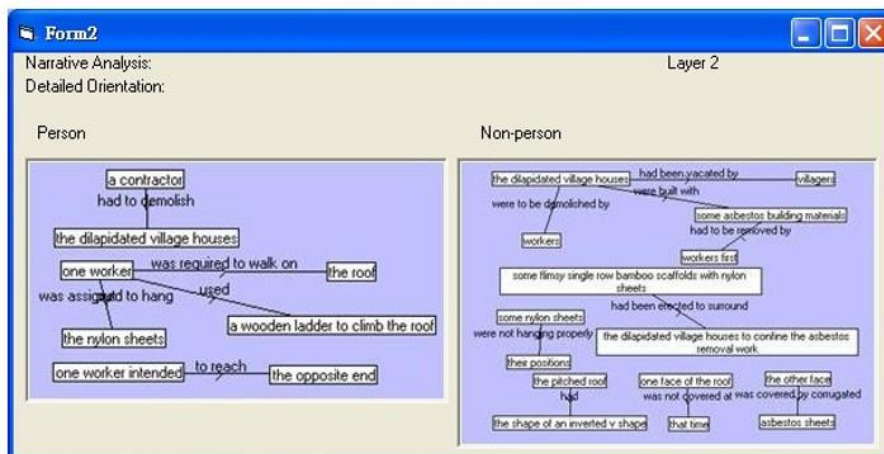 Form2
Narrative Analysis:
Layer 2
Detailed Orientation:
Person
Non-person
a contractor
had to demolish
the dilapidated village houses
one worker
was required to walk on
the roof
was assigned to hang
used
a wooden ladder to climb the roof
the nylon sheets
one worker intended
to reach
the opposite end
the dilapidated village houses
had been vacated by
villagers
were built with
were to be demolished by
some asbestos building materials
had to be removed by
workers
workers first
some flimsy single row bamboo scaffolds with nylon
sheets
had been erected to surround
some nylon sheets
were not hanging properly
the dilapidated village houses to confine the asbestos
removal work
their positions
the pitched roof
had
the shape of an inverted v shape
one face of the roof
was not covered at
that time
the other face
was covered by corrugated
asbestos sheets